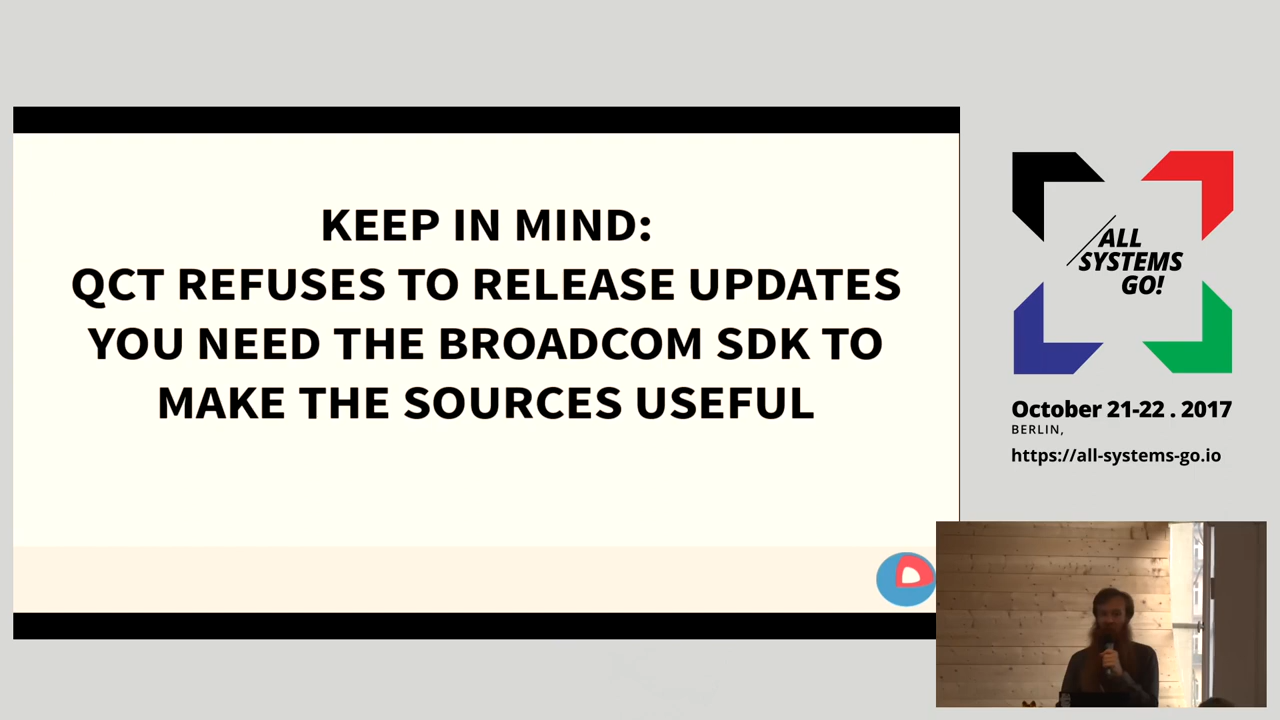 KEEP IN MIND:
QCT REFUSES TO RELEASE UPDATES
YOU NEED THE BROADCOM SDK TO
MAKE THE SOURCES USEFUL
ALL
SYSTEMS
GO!
October 21-22 . 2017
BERLIN,
https://all-systems-go.io